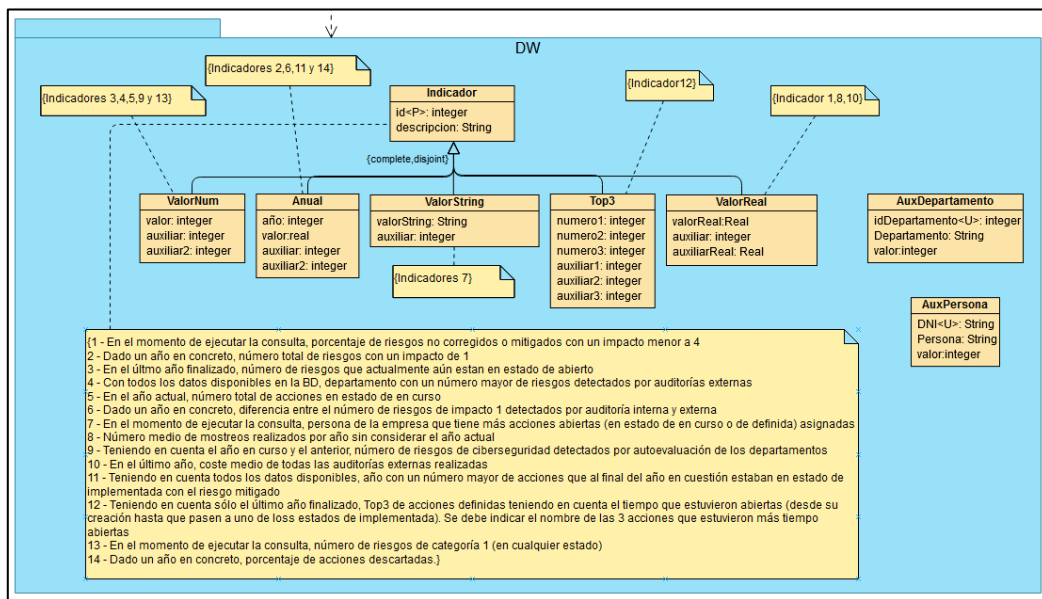 DW
{Indicadores 2,6,11 y 14}
{Indicadores 3,4,5,9 y 13}
{Indicador12}
{Indicador 1,8,10}
Indicador
id<P>: integer
descripcion: String
{complete,disjoint}
ValorNum
valor: integer
auxiliar: integer
auxiliar2: integer
Anual
año: integer
valor:real
auxiliar: integer
auxiliar2: integer
ValorString
valorString: String
auxiliar: integer
{Indicadores 7}
Top3
numero1: integer
numero2: integer
numero3: integer
auxiliar1: integer
auxiliar2: integer
auxiliar3: integer
ValorReal
valorReal:Real
auxiliar: integer
auxiliarReal: Real
AuxDepartamento
idDepartamento<U>: integer
Departamento: String
valor:integer
AuxPersona
DNI<U>: String
Persona: String
valor:integer
{1 - En el momento de ejecutar la consulta, porcentaje de riesgos no corregidos o mitigados con un impacto menor a 4
2 - Dado un año en concreto, número total de riesgos con un impacto de 1
3 - En el últmo año finalizado, número de riesgos que actualmente aún estan en estado de abierto
4 - Con todos los datos disponibles en la BD, departamento con un número mayor de riesgos detectados por auditorías externas
5 - En el año actual, número total de acciones en estado de en curso
6 - Dado un año en concreto, diferencia entre el número de riesgos de impacto 1 detectados por auditoría interna y externa
7 - En el momento de ejecutar la consulta, persona de la empresa que tiene más acciones abiertas (en estado de en curso o de definida) asignadas
8 - Número medio de mostreos realizados por año sin considerar el año actual
9 - Teniendo en cuenta el año en curso y el anterior, número de riesgos de ciberseguridad detectados por autoevaluación de los departamentos
10 - En el último año, coste medio de todas las auditorías externas realizadas
11 - Teniendo en cuenta todos los datos disponibles, año con un número mayor de acciones que al final del año en cuestión estaban en estado de
implementada con el riesgo mitigado
12 - Teniendo en cuenta sólo el último año finalizado, Top3 de acciones definidas teniendo en cuenta el tiempo que estuvieron abiertas (desde su
creación hasta que pasen a uno de loss estados de implementada). Se debe indicar el nombre de las 3 acciones que estuvieron más tiempo
abiertas
13 - En el momento de ejecutar la consulta, número de riesgos de categoría 1 (en cualquier estado)
14 - Dado un año en concreto, porcentaje de acciones descartadas.}